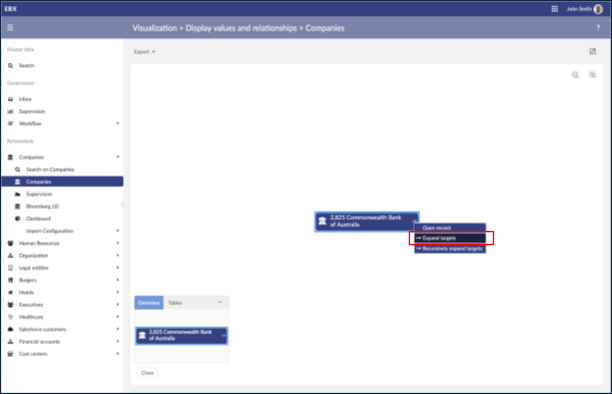 EBX
John Smith
Visualization > Display values and relationships > Companies
?
Master data
Search
Governance
Inbox
Supervision
Workflow
Referentials
Companies
Search on Companies
Companies
Supervision
Bloomberg LEI
Dashboard
Import Configuration
Human Resources
Organization
Legal entities
Burgers
Hotels
Executives
Healthcare
Salesforce customers
Financial accounts
Cost centers
Export
2,825 Commonwealth Bank
of Australia
Open record
Expand targets
Recursively expand targets
Overview
Tables
2,825 Commonwealth Bank
of Australia
Close